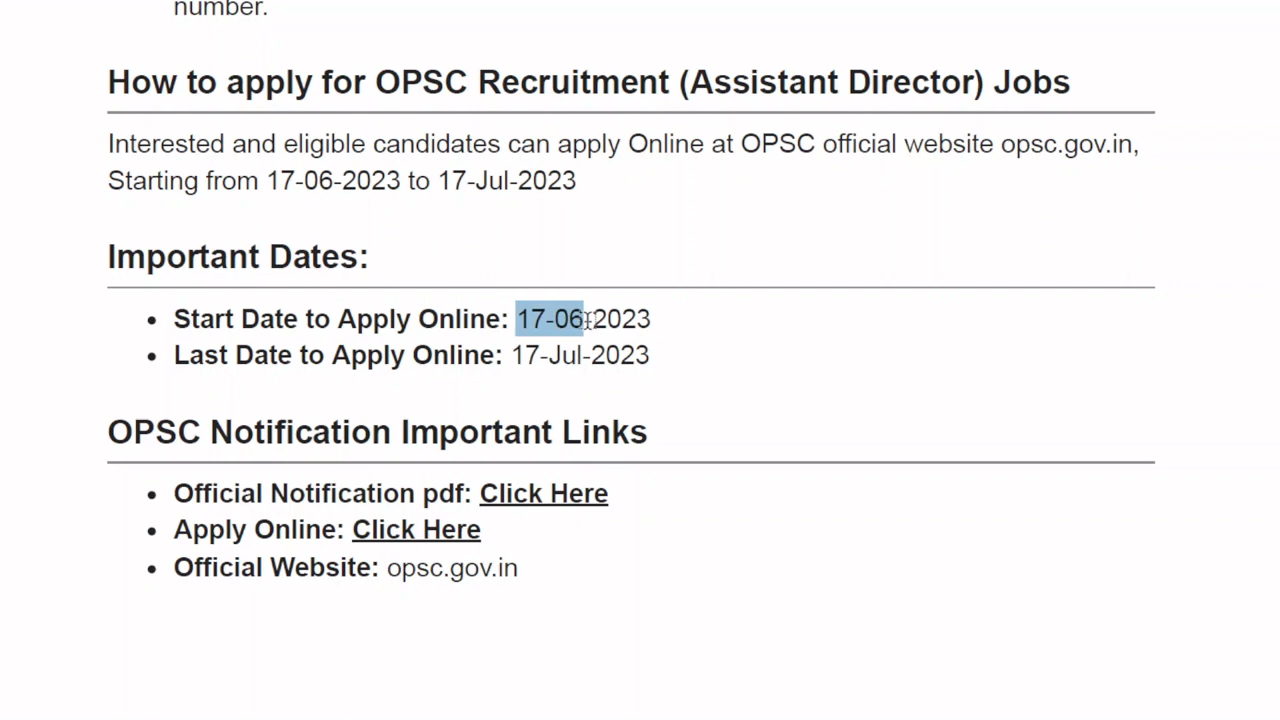 number.
How to apply for OPSC Recruitment (Assistant Director) Jobs
Interested and eligible candidates can apply Online at OPSC official website opsc.gov.in,
Starting from 17-06-2023 to 17-Jul-2023
Important Dates:
• Start Date to Apply Online: 17-06-2023
• Last Date to Apply Online: 17-Jul-2023
OPSC Notification Important Links
• Official Notification pdf: Click Here
• Apply Online: Click Here
• Official Website: opsc.gov.in